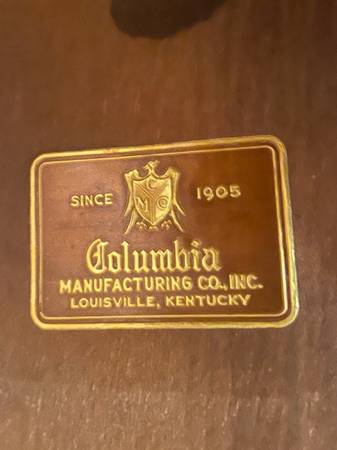 SINCE 1905
CMC
Columbia
MANUFACTURING CO., INC.
LOUISVILLE, KENTUCKY